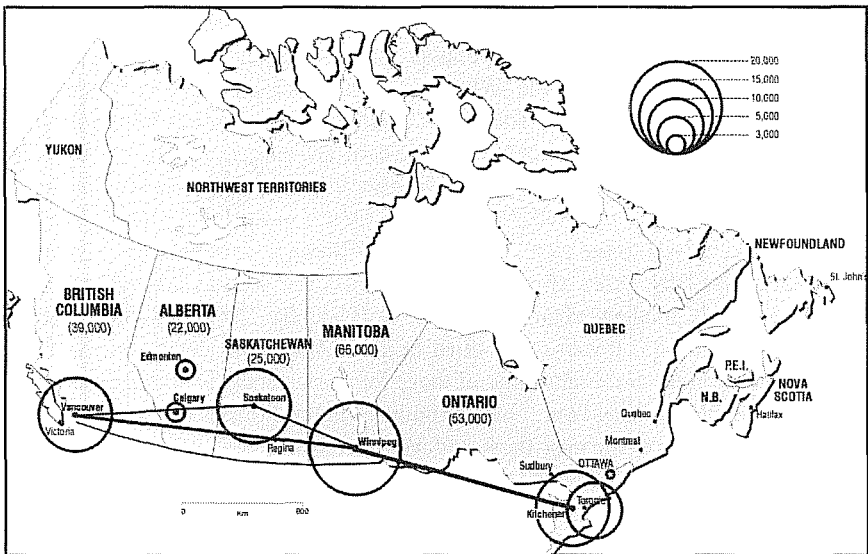 20,000
15,000
10,000
5,000
3,000
YUKON
NORTHWEST TERRITORIES
NEWFOUNDLAND
St. John's
BRITISH
COLUMBIA
(39,000)
ALBERTA
(22,000)
SASKATCHEWAN
(25,000)
MANITOBA
(66,000)
ONTARIO
(53,000)
QUEBEC
P.E.I.
N.B.
NOVA
SCOTIA
Halifax
Edmonton
Calgary
Saskatoon
Vancouver
Victoria
Regina
Winnipeg
Quebec
Montreal
OTTAWA
Sudbury
Toronto
Kitchener
0
Km